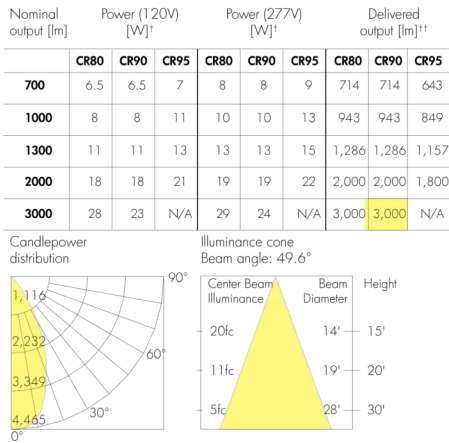 Nominal Power (120V) Power (277V) Delivered
output [lm] [W]† [W]† output [lm]††
CR80 CR90 CR95 CR80 CR90 CR95 CR80 CR90 CR95
700 6.5 6.5 7 8 8 9 714 714 643
1000 8 8 11 10 10 13 943 943 849
1300 11 11 13 13 13 15 1,286 1,286 1,157
2000 18 18 21 19 19 22 2,000 2,000 1,800
3000 28 23 N/A 29 24 N/A 3,000 3,000 N/A
Candlepower
distribution
90°
1,116
2,232
60°
3,349
30°
4,465
0°
Illuminance cone
Beam angle: 49.6°
Center Beam Beam Height
Illuminance Diameter
20fc 14' 15'
11fc 19' 20'
5fc 28' 30'